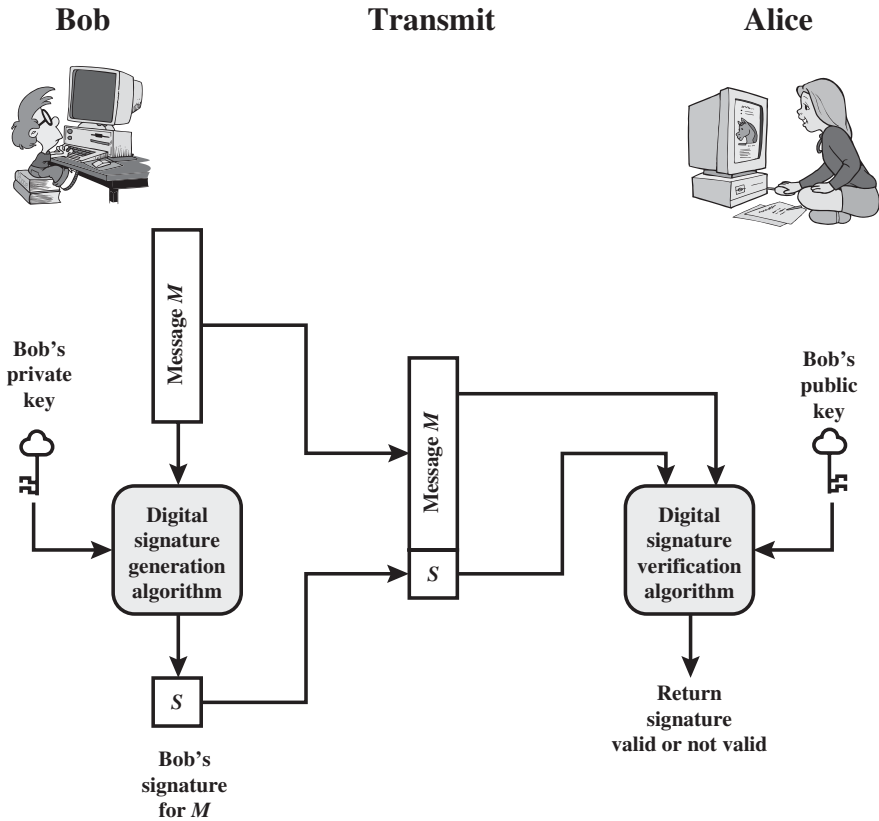 Bob
Transmit
Alice
Message M
Bob’s
private
key
Message M
Bob’s
public
key
Digital
signature
generation
algorithm
Digital
signature
verification
algorithm
S
S
Return
signature
valid or not valid
Bob’s
signature
for M